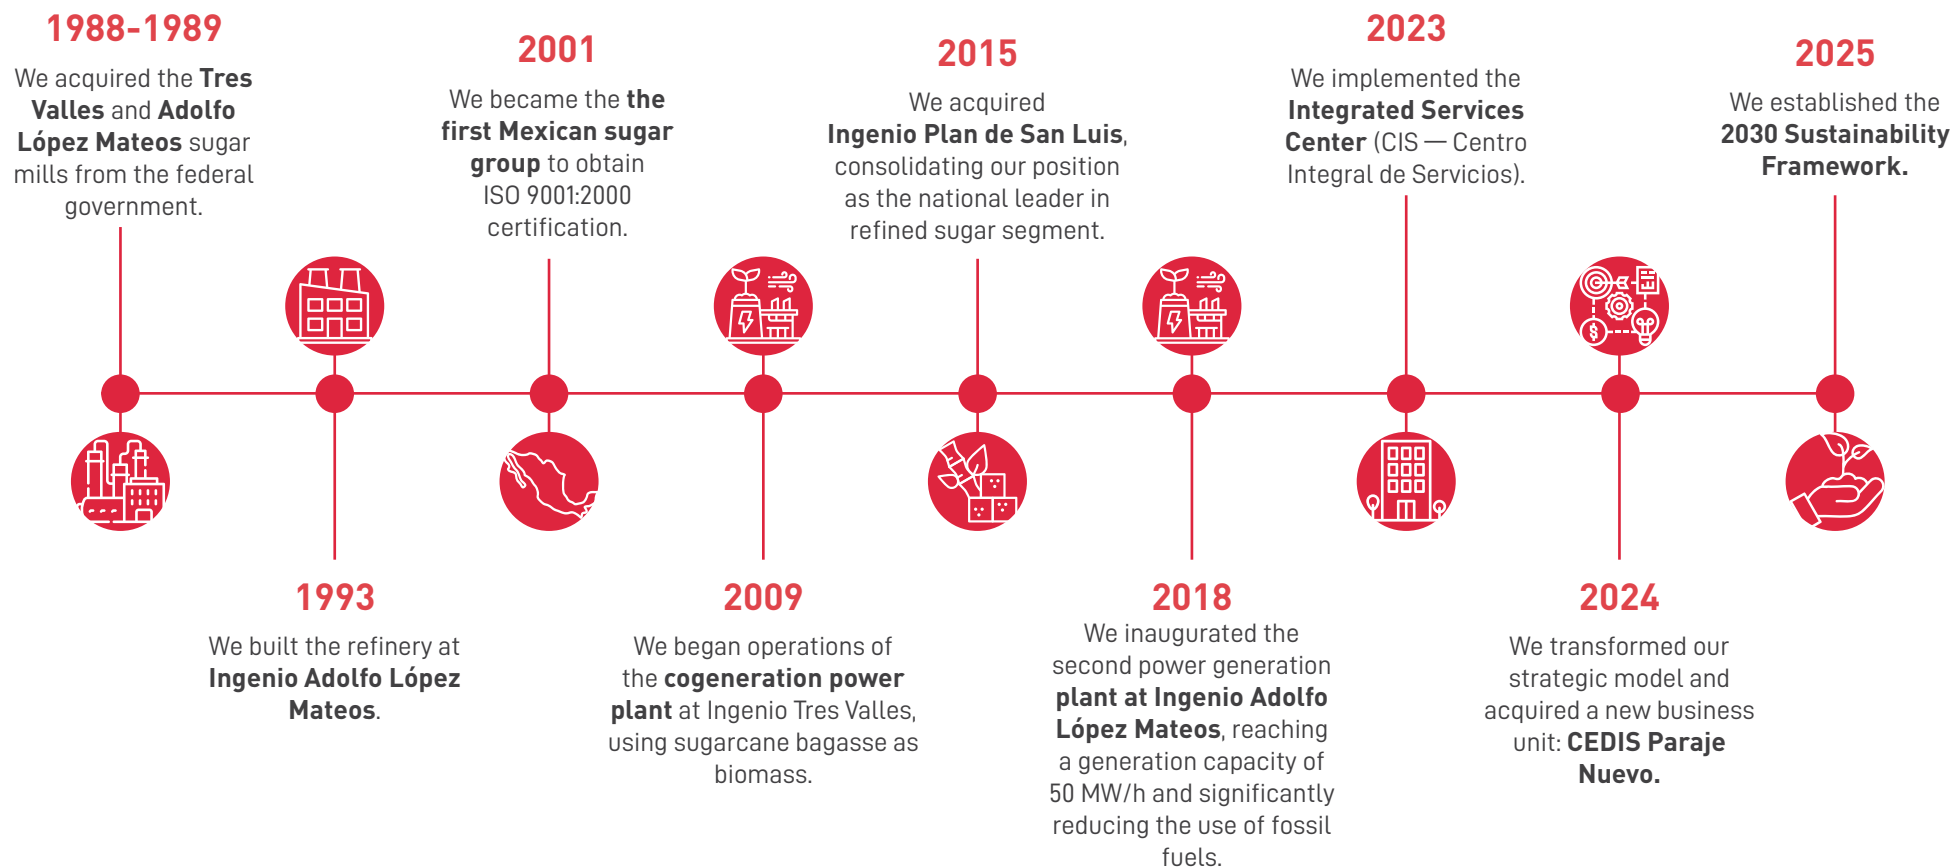 1988-1989
We acquired the Tres
Valles and Adolfo
López Mateos sugar
mills from the federal
government.
1993
We built the refinery at
Ingenio Adolfo López
Mateos.
2001
We became the the
first Mexican sugar
group to obtain
ISO 9001:2000
certification.
2009
We began operations of
the cogeneration power
plant at Ingenio Tres Valles,
using sugarcane bagasse as
biomass.
2015
We acquired
Ingenio Plan de San Luis,
consolidating our position
as the national leader in
refined sugar segment.
2018
We inaugurated the
second power generation
plant at Ingenio Adolfo
López Mateos, reaching
a generation capacity of
50 MW/h and significantly
reducing the use of fossil
fuels.
2023
We implemented the
Integrated Services
Center (CIS — Centro
Integral de Servicios).
2024
We transformed our
strategic model and
acquired a new business
unit: CEDIS Paraje
Nuevo.
2025
We established the
2030 Sustainability
Framework.
$